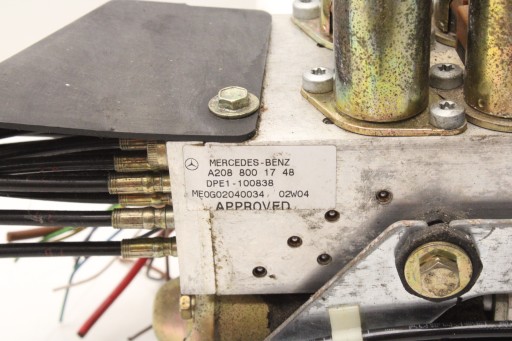 MERCEDES-BENZ
A208 800 17 48
DPE1-100838
ME0G02040034 02W04
APPROVED